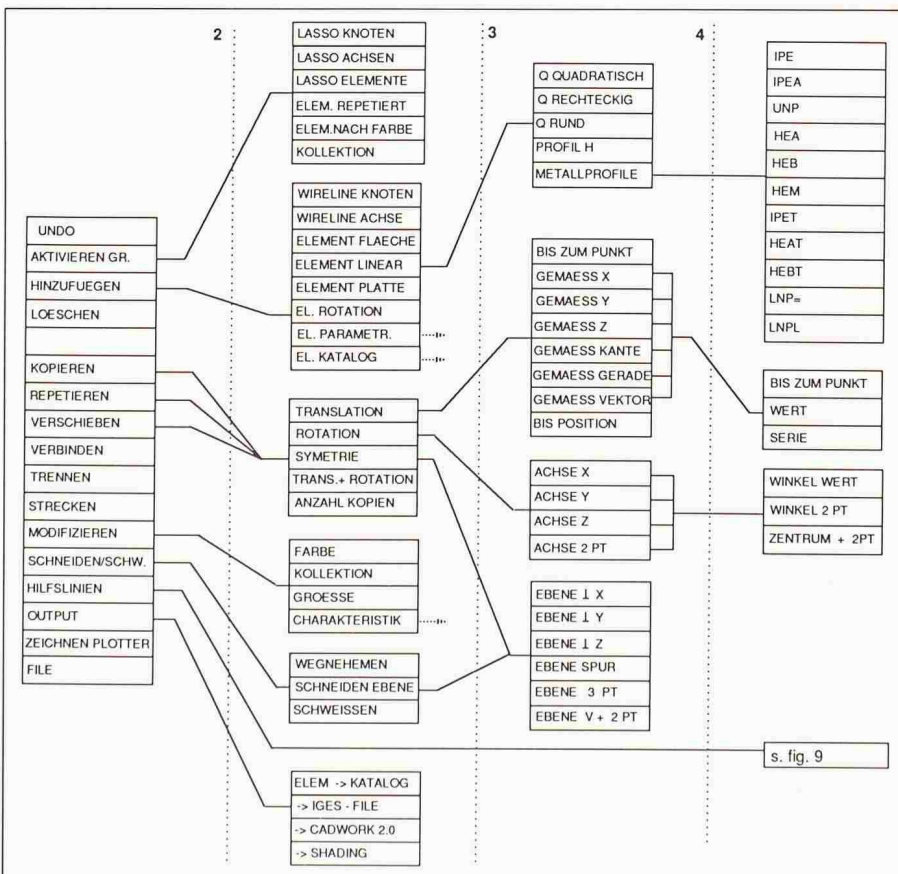 2
3
4
UNDO
AKTIVIEREN GR.
HINZUFUEGEN
LOESCHEN
KOPIEREN
REPETIEREN
VERSCHIEBEN
VERBINDEN
TRENNEN
STRECKEN
MODIFIZIEREN
SCHNEIDEN/SCHW.
HILFSLINIEN
OUTPUT
ZEICHNEN PLOTTER
FILE
LASSO KNOTEN
LASSO ACHSEN
LASSO ELEMENTE
ELEM. REPETIERT
ELEM.NACH FARBE
KOLLEKTION
WIRELINE KNOTEN
WIRELINE ACHSE
ELEMENT FLAECHE
ELEMENT LINEAR
ELEMENT PLATTE
EL. ROTATION
EL. PARAMETR.
EL. KATALOG
TRANSLATION
ROTATION
SYMETRIE
TRANS.+ ROTATION
ANZAHL KOPIEN
FARBE
KOLLEKTION
GROESSE
CHARAKTERISTIK
WEGNEHEMEN
SCHNEIDEN EBENE
SCHWEISSEN
ELEM -> KATALOG
-> IGES - FILE
-> CADWORK 2.0
-> SHADING
Q QUADRATISCH
Q RECHTECKIG
Q RUND
PROFIL H
METALLPROFILE
BIS ZUM PUNKT
GEMAESS X
GEMAESS Y
GEMAESS Z
GEMAESS KANTE
GEMAESS GERADE
GEMAESS VEKTOR
BIS POSITION
ACHSE X
ACHSE Y
ACHSE Z
ACHSE 2 PT
EBENE ⊥ X
EBENE ⊥ Y
EBENE ⊥ Z
EBENE SPUR
EBENE 3 PT
EBENE V + 2 PT
IPE
IPEA
UNP
HEA
HEB
HEM
IPET
HEAT
HEBT
LNP=
LNPL
BIS ZUM PUNKT
WERT
SERIE
WINKEL WERT
WINKEL 2 PT
ZENTRUM + 2PT
s. fig. 9